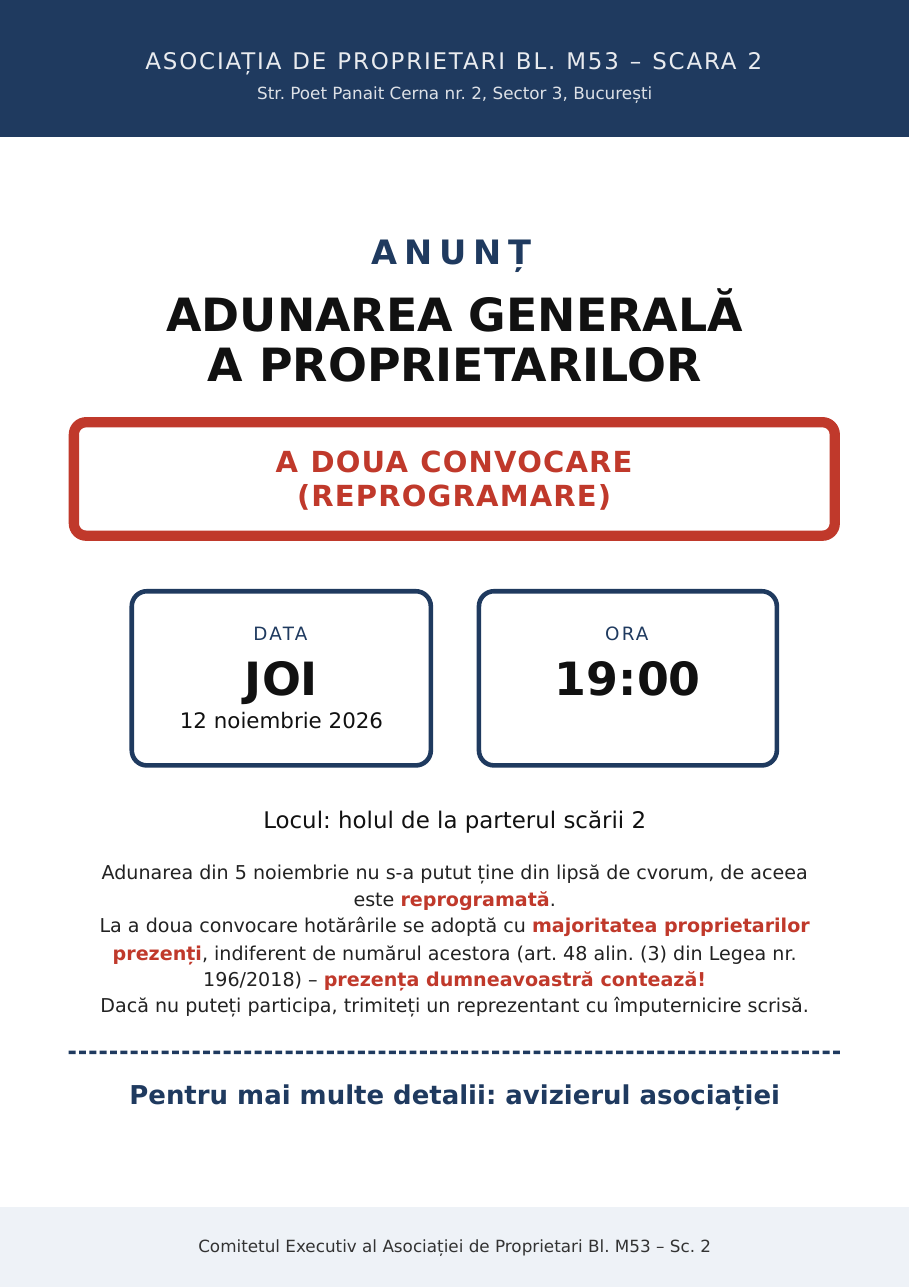 ASOCIAȚIA DE PROPRIETARI BL. M53 – SCARA 2
Str. Poet Panait Cerna nr. 2, Sector 3, București
ANUNȚ
ADUNAREA GENERALĂ
A PROPRIETARILOR
A DOUA CONVOCARE
(REPROGRAMARE)
DATA
JOI
12 noiembrie 2026
ORA
19:00
Locul: holul de la parterul scării 2
Adunarea din 5 noiembrie nu s-a putut ține din lipsă de cvorum, de aceea
este reprogramată.
La a doua convocare hotărârile se adoptă cu majoritatea proprietarilor
prezenți, indiferent de numărul acestora (art. 48 alin. (3) din Legea nr.
196/2018) – prezența dumneavoastră contează!
Dacă nu puteți participa, trimiteți un reprezentant cu împuternicire scrisă.
Pentru mai multe detalii: avizierul asociației
Comitetul Executiv al Asociației de Proprietari Bl. M53 – Sc. 2